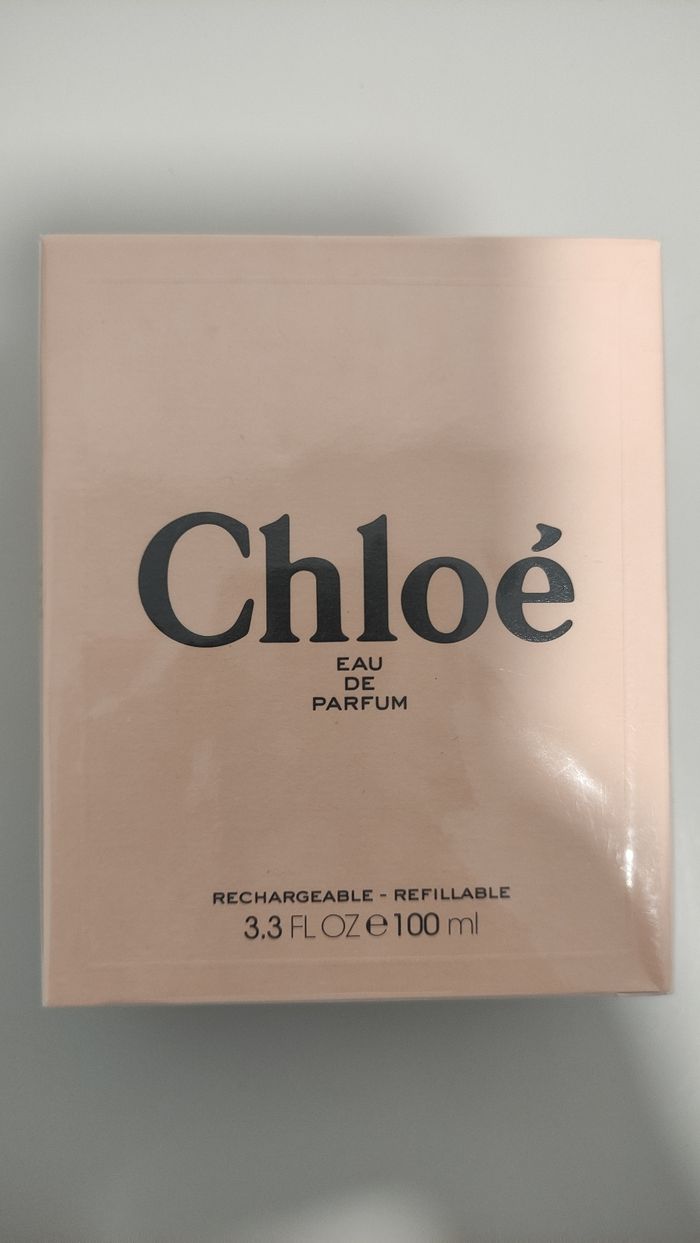 Chloé
EAU
DE
PARFUM
RECHARGEABLE - REFILLABLE
3.3 FL OZ ℮ 100 ml